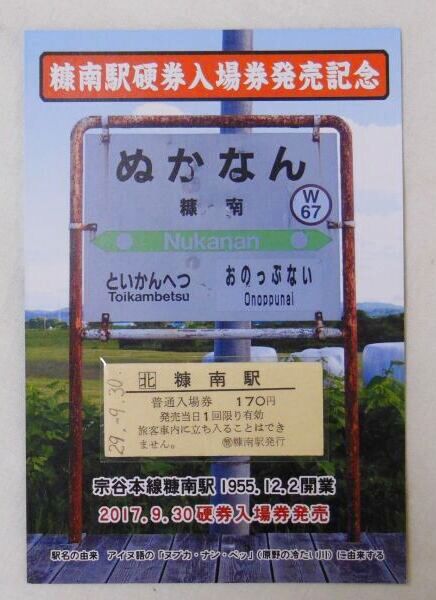 糠南駅硬券入場券発売記念
ぬかなん
糠南
W
67
Nukanan
といかんべつ
Toikambetsu
おのっぷない
Onoppunai
29.-9.30.
北 糠南駅
普通入場券 170円
発売当日1回限り有効
旅客車内に立ち入ることはでき
ません。
簡糠南駅発行
宗谷本線糠南駅1955.12.2開業
2017.9.30硬券入場券発売
駅名の由来 アイヌ語の「ヌプカ・ナン・ペッ」(原野の冷たい川)に由来する